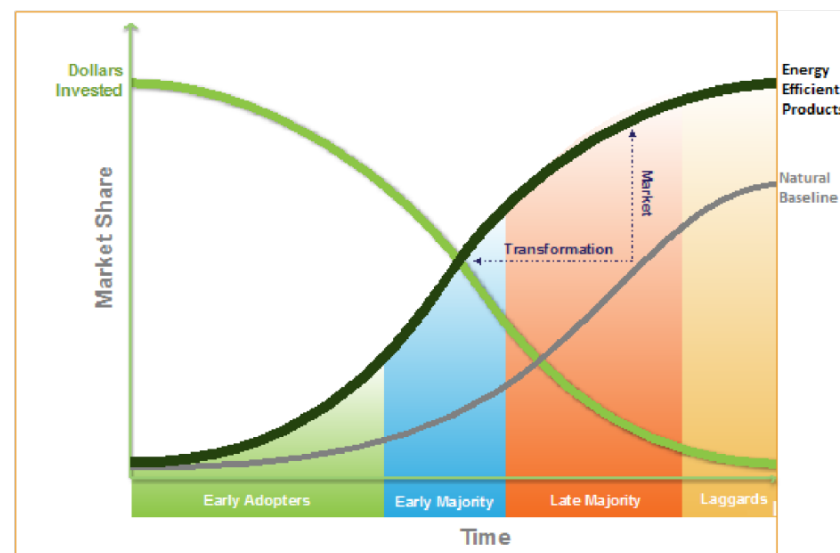 Dollars
Invested
Energy
Efficient
Products
Natural
Baseline
Market Share
Market
Transformation
Early Adopters
Early Majority
Late Majority
Laggards
Time